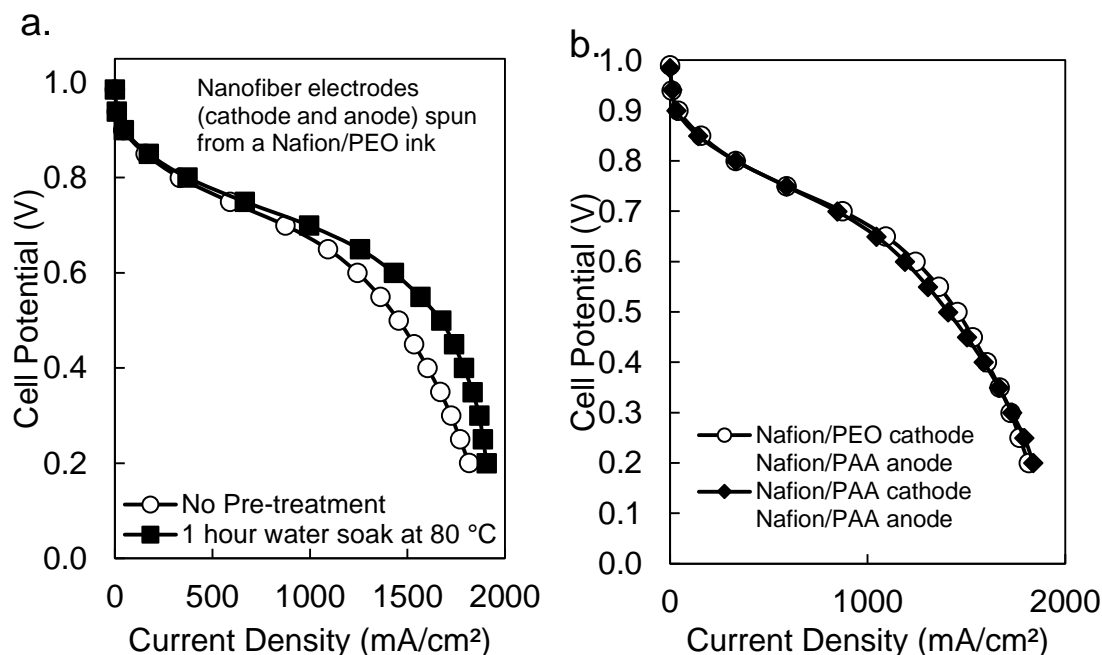 a.
1.0
0.8
0.6
0.4
0.2
0.0
Cell Potential (V)
Nanofiber electrodes
(cathode and anode) spun
from a Nafion/PEO ink
No Pre-treatment
1 hour water soak at 80 °C
0
500
1000
1500
2000
Current Density (mA/cm²)
b.
1.0
0.9
0.8
0.7
0.6
0.5
0.4
0.3
0.2
0.1
0.0
Cell Potential (V)
Nafion/PEO cathode
Nafion/PAA anode
Nafion/PAA cathode
Nafion/PAA anode
0
1000
2000
Current Density (mA/cm²)